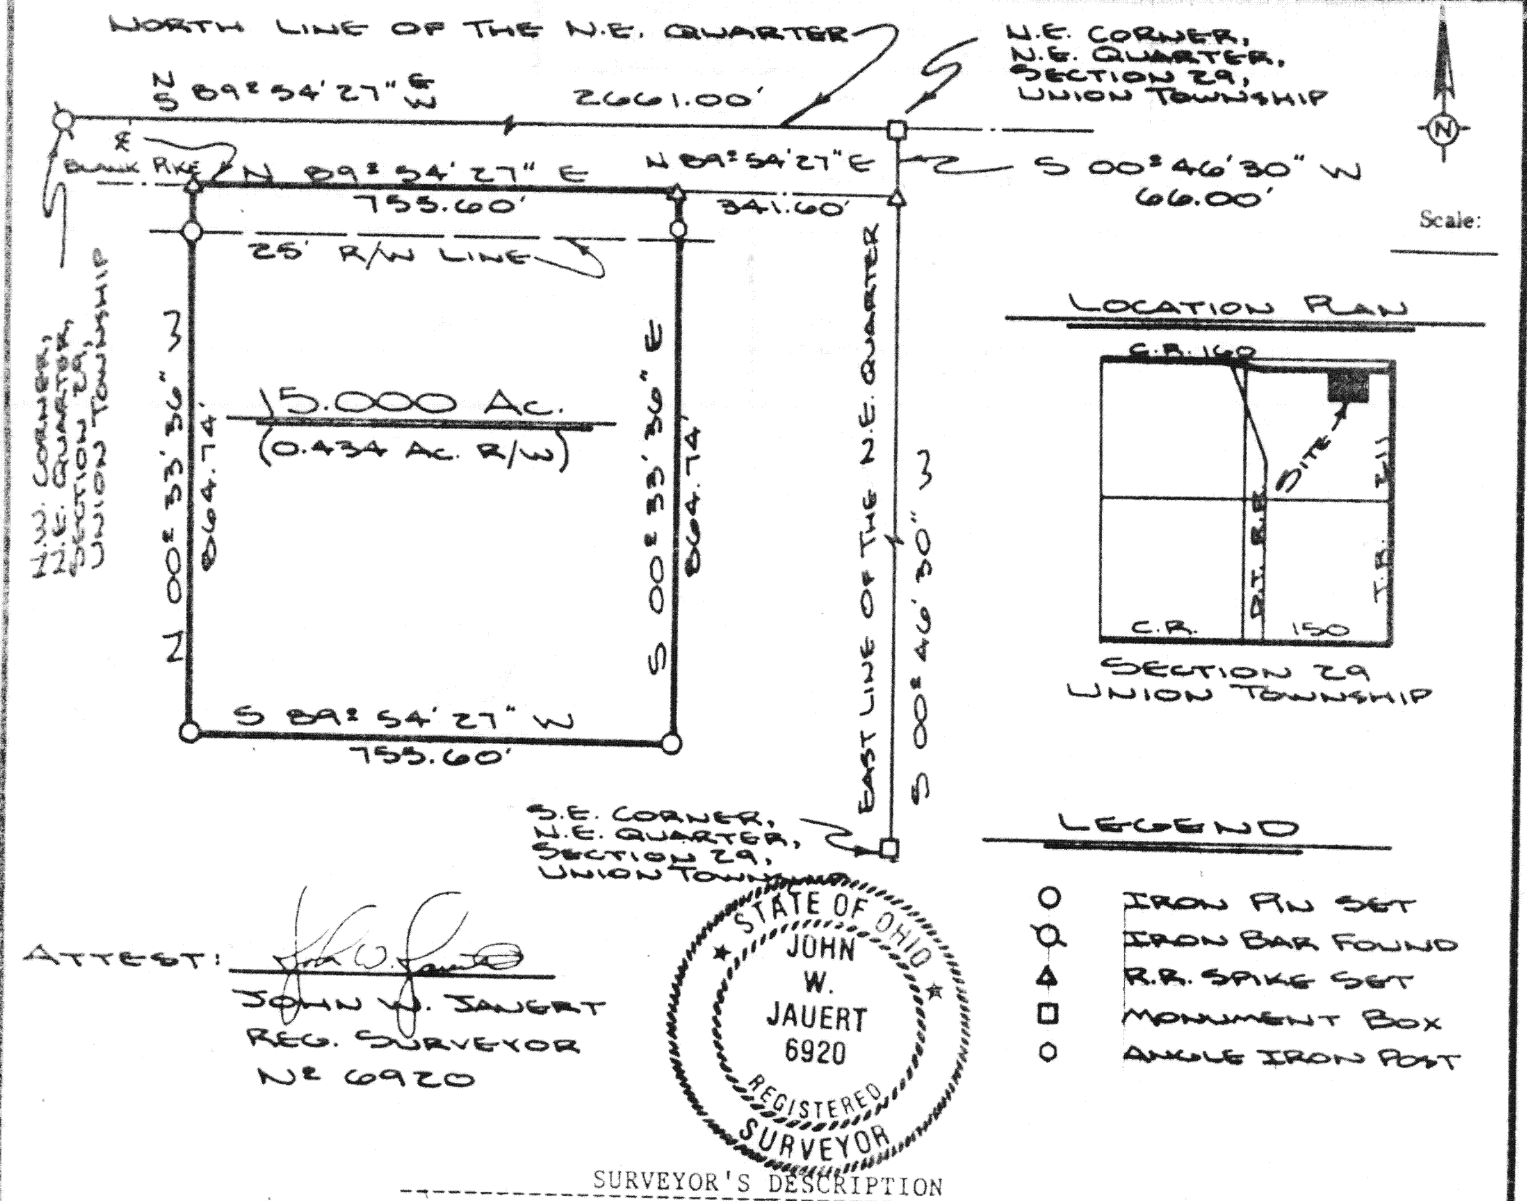 NORTH LINE OF THE N.E. QUARTER
N.E. CORNER,
N.E. QUARTER,
SECTION 29,
UNION TOWNSHIP
N
S 89° 54' 27" E
W
2661.00'
N 89° 54' 27" E
755.60'
N 89° 54' 27" E
341.60'
S 00° 46' 30" W
66.00'
N
Scale:
25' R/W LINE
N.W. CORNER,
N.E. QUARTER,
SECTION 29,
UNION TOWNSHIP
N 00° 33' 36" W
864.74'
15.000 Ac.
(0.434 Ac. R/W)
S 00° 33' 36" E
864.74'
EAST LINE OF THE N.E. QUARTER
S 00° 46' 30" W
S 89° 54' 27" W
755.60'
LOCATION PLAN
C.R. 160
SITE
T.R.
C.R. 150
SECTION 29
UNION TOWNSHIP
S.E. CORNER,
N.E. QUARTER,
SECTION 29,
UNION TOWNSHIP
LEGEND
IRON PIN SET
IRON BAR FOUND
R.R. SPIKE SET
MONUMENT BOX
ANGLE IRON POST
ATTEST:
JOHN W. JAUERT
REG. SURVEYOR
Nº 6920
STATE OF OHIO
JOHN
W.
JAUERT
6920
REGISTERED
SURVEYOR
SURVEYOR'S DESCRIPTION